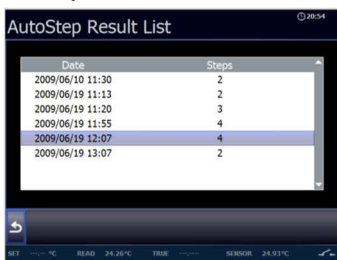 AutoStep Result List
20:54
Date Steps
2009/06/10 11:30 2
2009/06/19 11:13 2
2009/06/19 11:20 3
2009/06/19 11:55 4
2009/06/19 12:07 4
2009/06/19 13:07 2
SET ---.-- °C READ 24.26°C TRUE ---.--- SENSOR 24.93°C